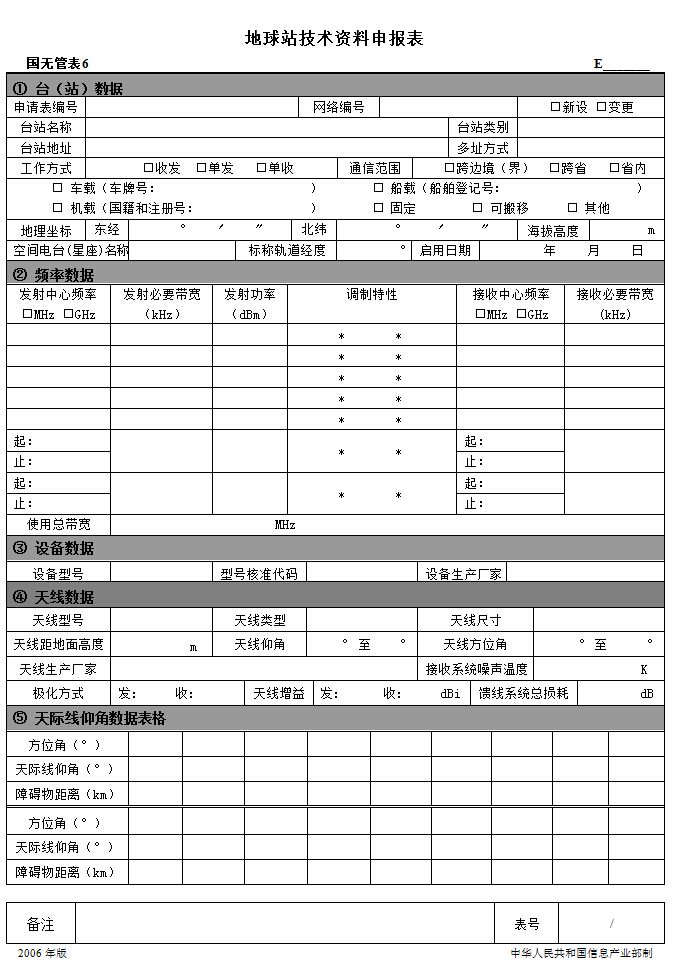 地球站技术资料申报表
国无管表6 E_______
① 台（站）数据
申请表编号 网络编号 □新设 □变更
台站名称 台站类别
台站地址 多址方式
工作方式 □收发 □单发 □单收 通信范围 □跨边境（界） □跨省 □省内
□ 车载（车牌号： ） □ 船载（船舶登记号： ）
□ 机载（国籍和注册号： ） □ 固定 □ 可搬移 □ 其他
地理坐标 东经 ° ′ ″ 北纬 ° ′ ″ 海拔高度 m
空间电台(星座)名称 标称轨道经度 ° 启用日期 年 月 日
② 频率数据
发射中心频率 发射必要带宽 发射功率 调制特性 接收中心频率 接收必要带宽
□MHz □GHz （kHz） （dBm） □MHz □GHz (kHz)
* *
* *
* *
* *
* *
起： 起：
* *
止： 止：
起： 起：
* *
止： 止：
使用总带宽 MHz
③ 设备数据
设备型号 型号核准代码 设备生产厂家
④ 天线数据
天线型号 天线类型 天线尺寸
天线距地面高度 m 天线仰角 ° 至 ° 天线方位角 ° 至 °
天线生产厂家 接收系统噪声温度 K
极化方式 发： 收： 天线增益 发： 收： dBi 馈线系统总损耗 dB
⑤ 天际线仰角数据表格
方位角（°）
天际线仰角（°）
障碍物距离（km）
方位角（°）
天际线仰角（°）
障碍物距离（km）
备注 表号 /
2006 年版 中华人民共和国信息产业部制